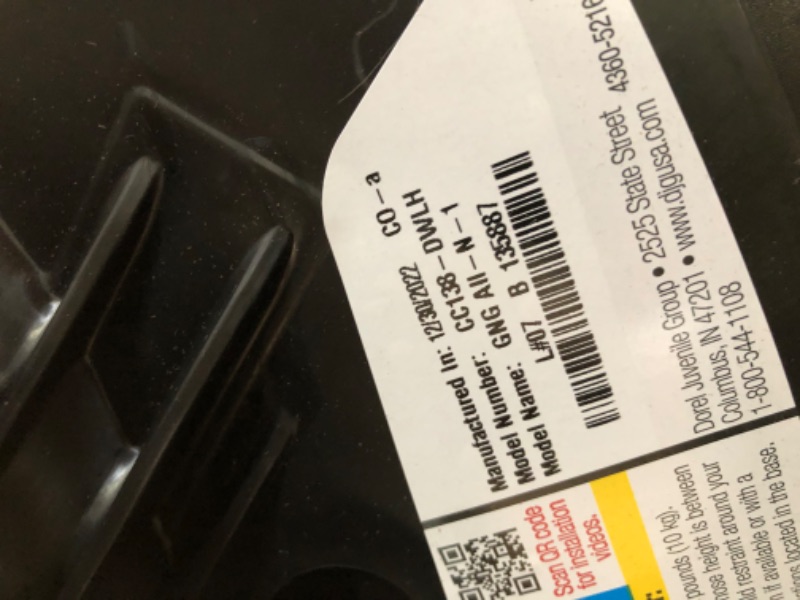 Manufactured In: 12/30/2022 CO – a
Model Number: CC138 – DWLH
Model Name: GNG All – N – 1
L#07 B 135887
Dorel Juvenile Group • 2525 State Street 4360-5216
Columbus, IN 47201 • www.djgusa.com
1-800-544-1108
Scan QR code
for installation
videos.
pounds (10 kg).
height is between
restraint around your
if available or with a
located in the base.